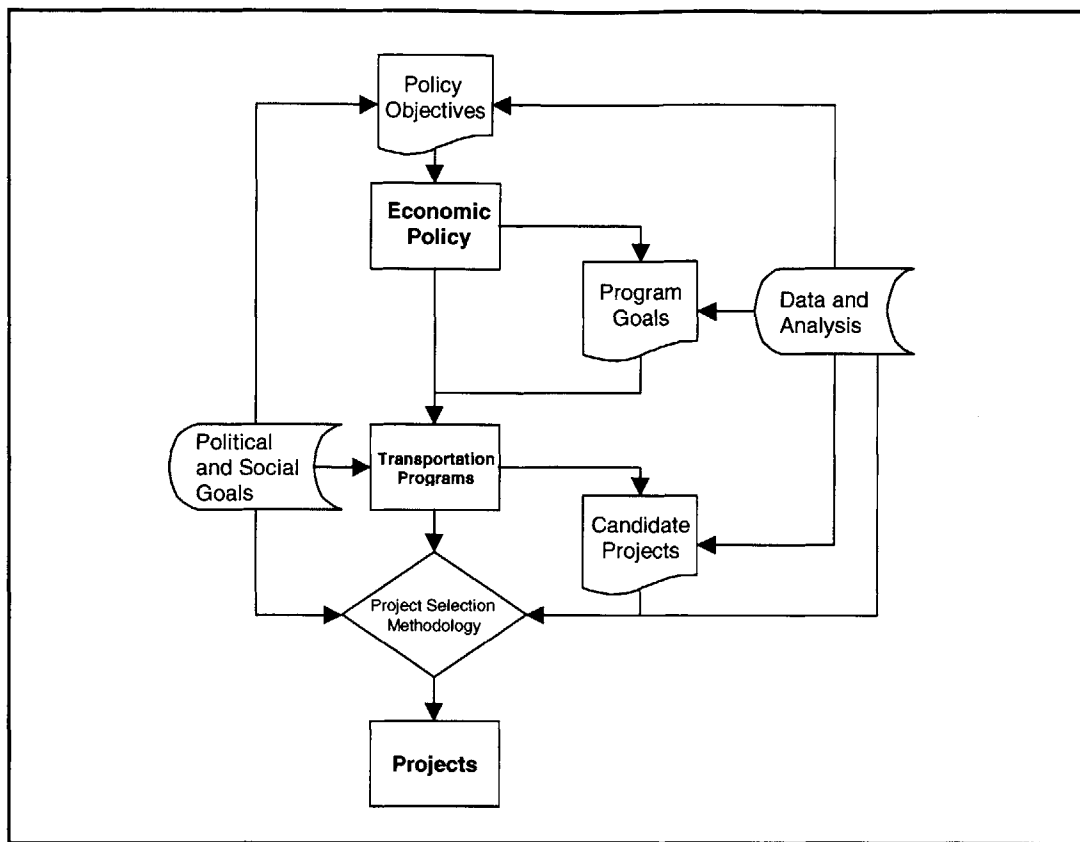 Policy
Objectives
Economic
Policy
Program
Goals
Data and
Analysis
Political
and Social
Goals
Transportation
Programs
Candidate
Projects
Project Selection
Methodology
Projects